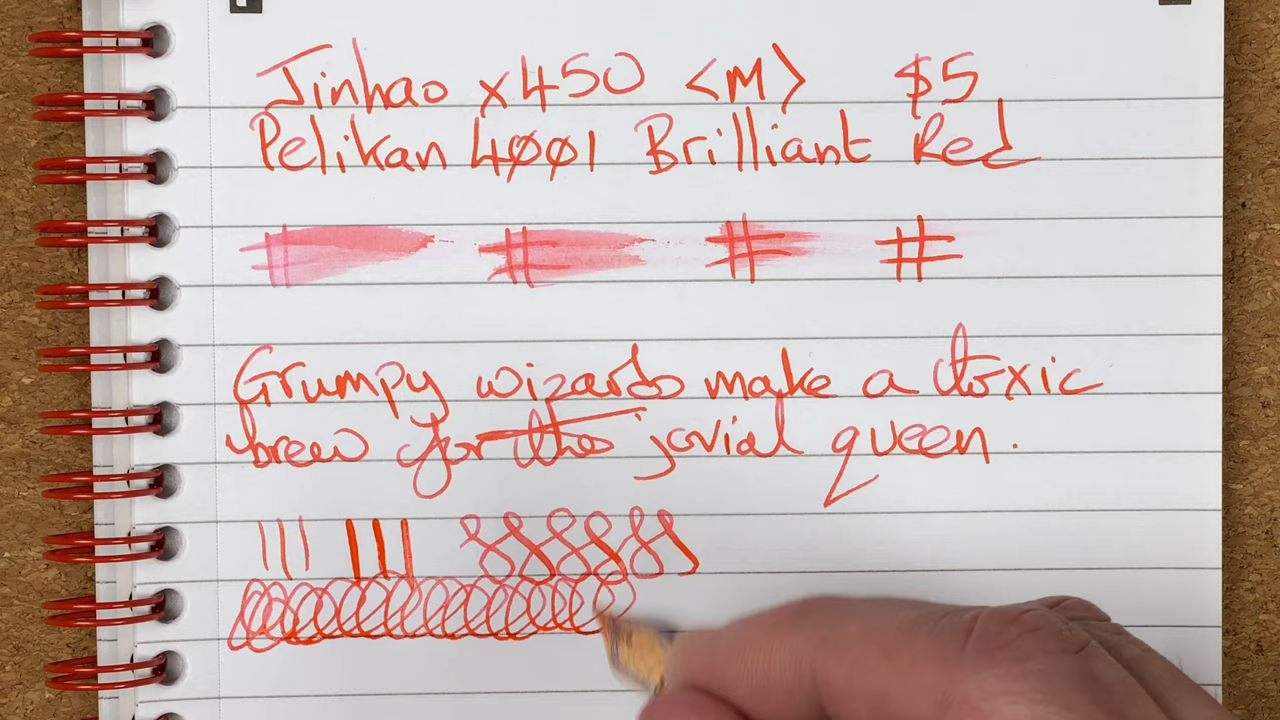 Jinhao x450 <M> $5
Pelikan 4001 Brilliant Red
# # # #
Grumpy wizards make a toxic
brew for the jovial queen.